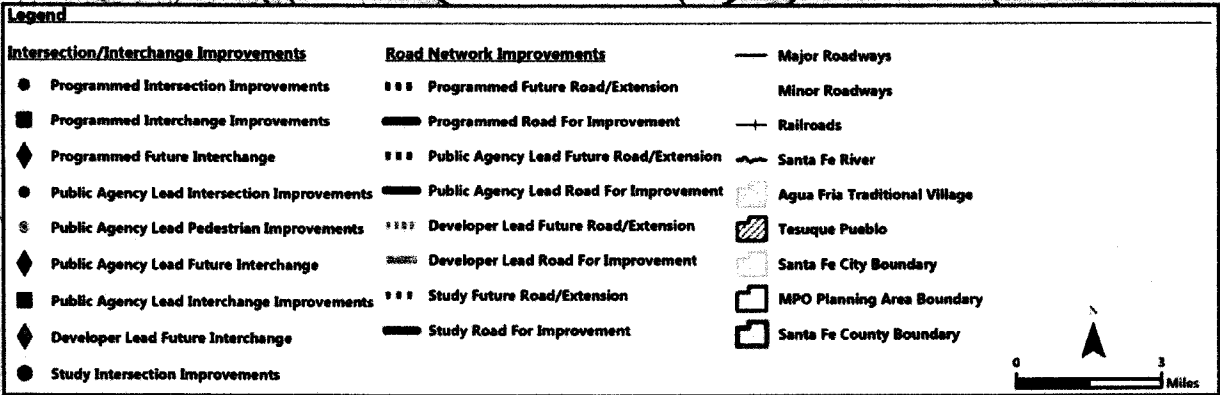 Legend
Intersection/Interchange Improvements
Programmed Intersection Improvements
Programmed Interchange Improvements
Programmed Future Interchange
Public Agency Lead Intersection Improvements
Public Agency Lead Pedestrian Improvements
Public Agency Lead Future Interchange
Public Agency Lead Interchange Improvements
Developer Lead Future Interchange
Study Intersection Improvements
Road Network Improvements
Programmed Future Road/Extension
Programmed Road For Improvement
Public Agency Lead Future Road/Extension
Public Agency Lead Road For Improvement
Developer Lead Future Road/Extension
Developer Lead Road For Improvement
Study Future Road/Extension
Study Road For Improvement
Major Roadways
Minor Roadways
Railroads
Santa Fe River
Agua Fria Traditional Village
Tesuque Pueblo
Santa Fe City Boundary
MPO Planning Area Boundary
Santa Fe County Boundary
N
0 3
Miles